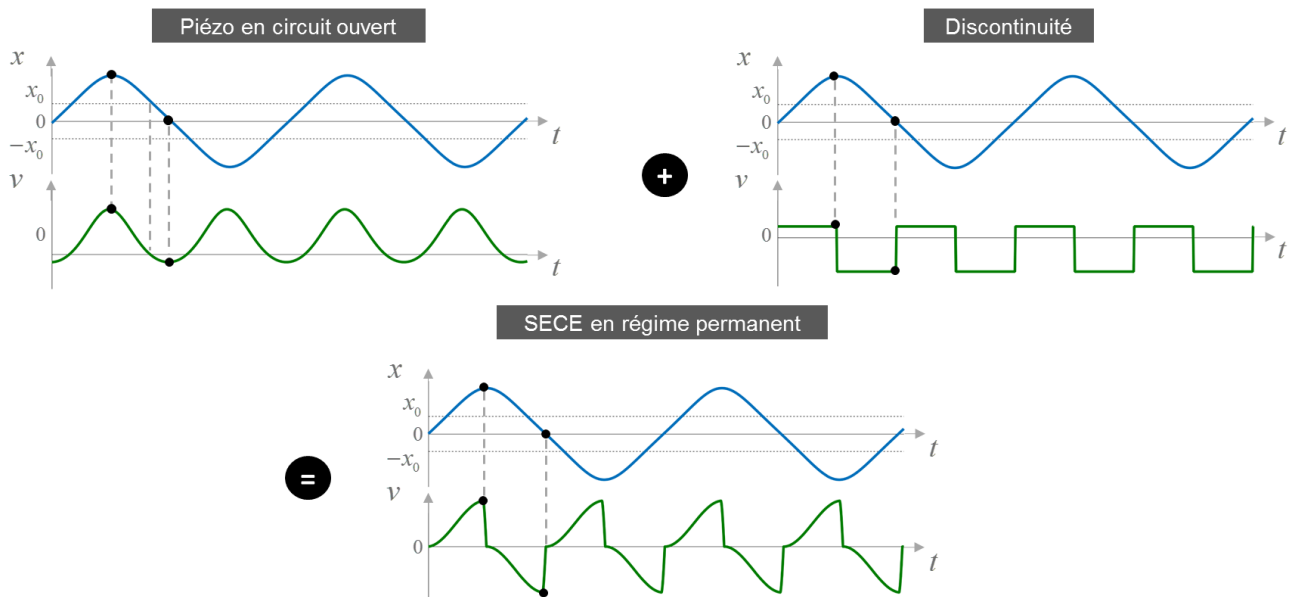 Piézo en circuit ouvert
x
x₀
0
t
−x₀
v
0
t
+
Discontinuité
x
x₀
0
t
−x₀
v
0
t
SECE en régime permanent
=
x
x₀
0
t
−x₀
v
0
t